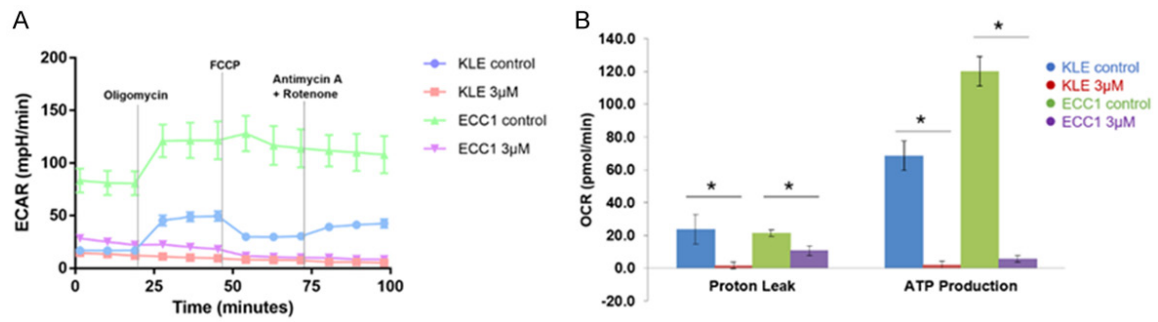 A
200
150
100
50
0
ECAR (mpH/min)
Oligomycin
FCCP
Antimycin A
+ Rotenone
0 25 50 75 100
Time (minutes)
KLE control
KLE 3µM
ECC1 control
ECC1 3µM
B
140.0
120.0
100.0
80.0
60.0
40.0
20.0
0.0
-20.0
OCR (pmol/min)
*
*
*
*
Proton Leak ATP Production
KLE control
KLE 3µM
ECC1 control
ECC1 3µM